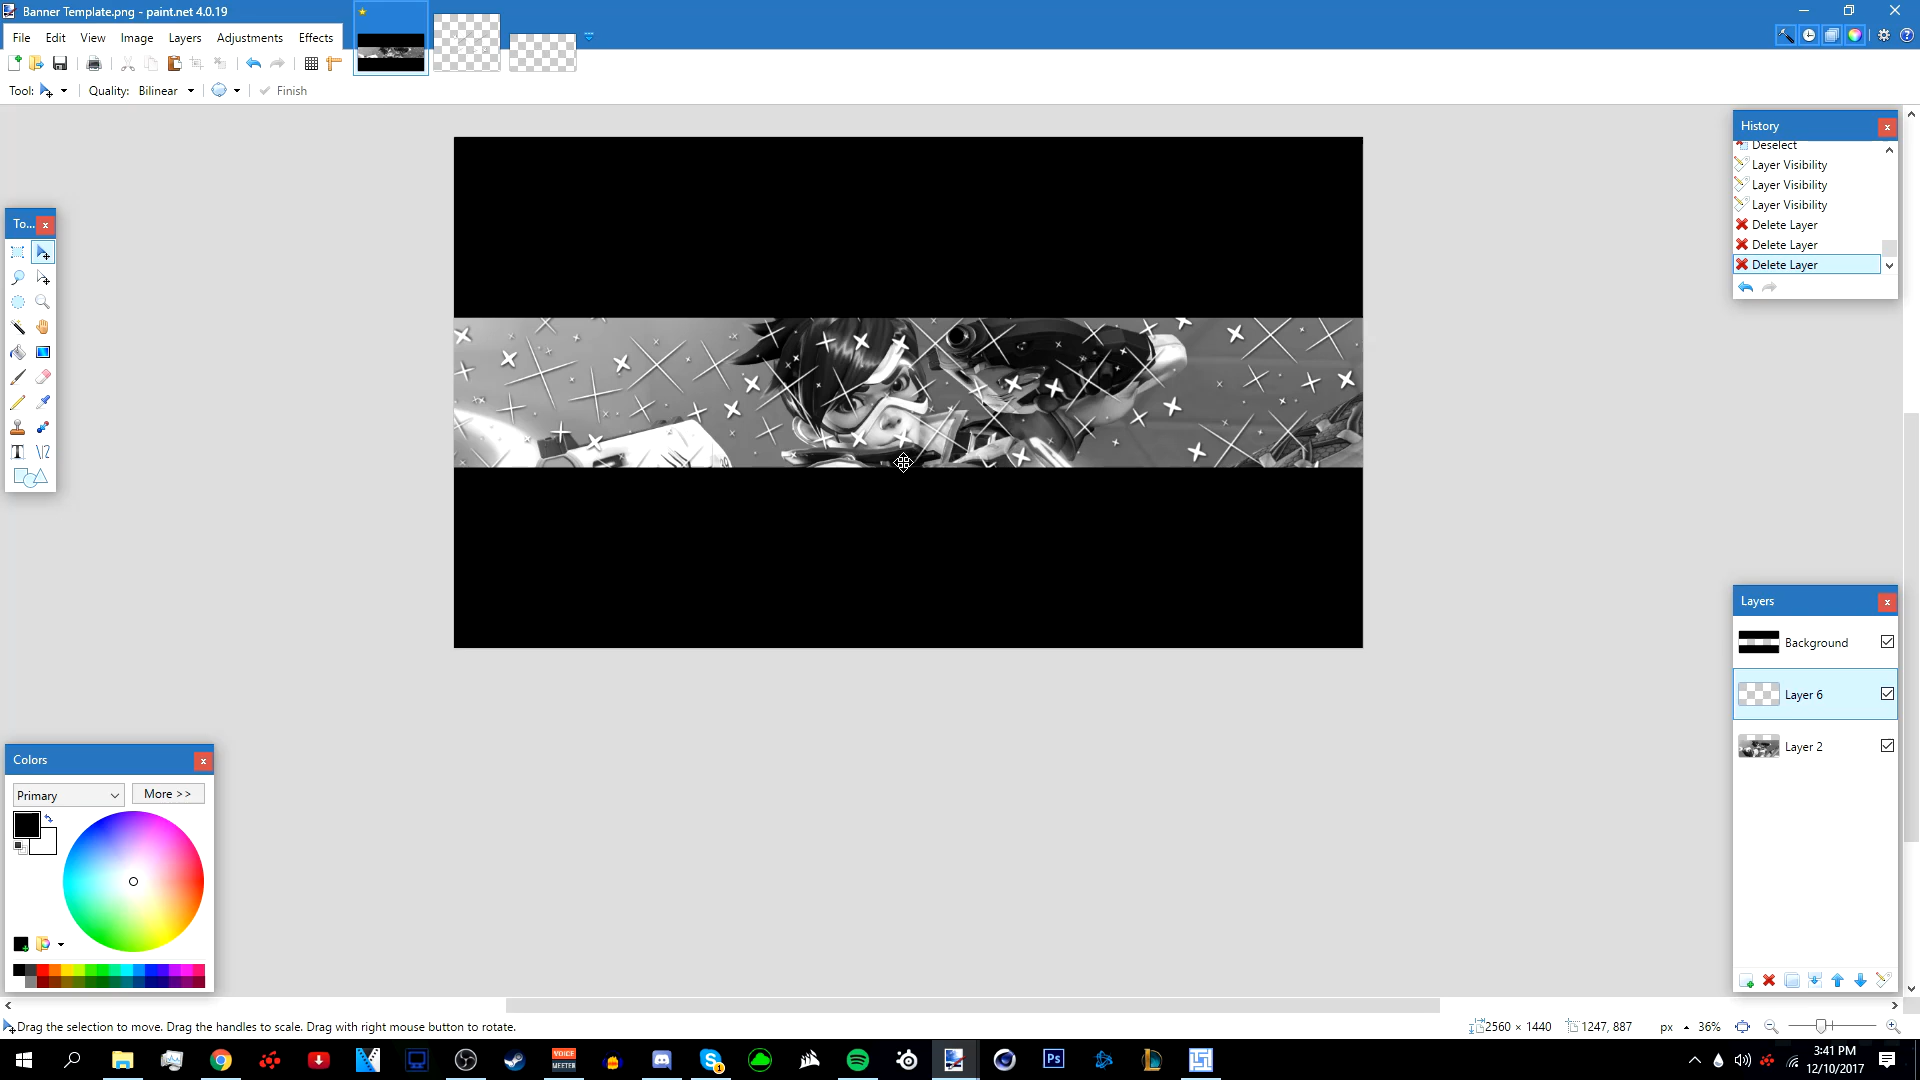 Banner Template.png - paint.net 4.0.19
File Edit View Image Layers Adjustments Effects
Tool: Quality: Bilinear Finish
History
Deselect
Layer Visibility
Layer Visibility
Layer Visibility
Delete Layer
Delete Layer
Delete Layer
To...
Layers
Background
Layer 6
Layer 2
Colors
Primary More >>
Drag the selection to move. Drag the handles to scale. Drag with right mouse button to rotate. 2560 × 1440 1247, 887 px 36%
VOICE
MEETER
1
Ps
3:41 PM
12/10/2017